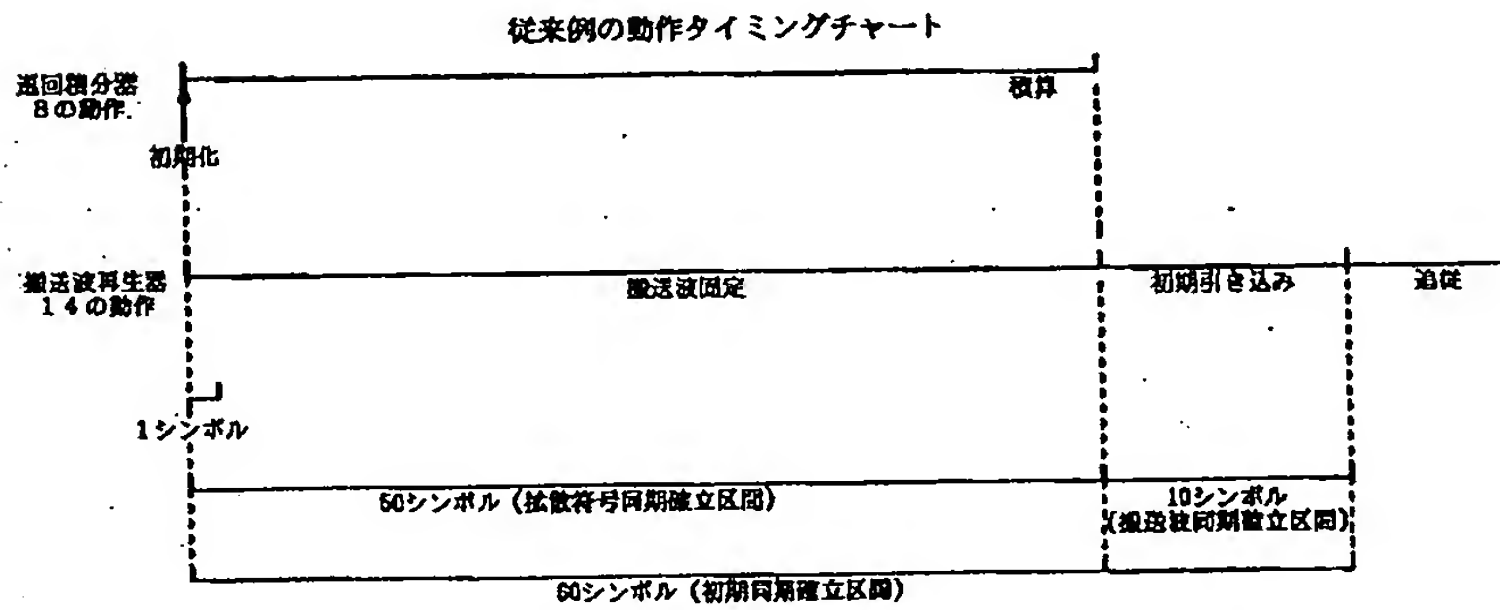 従来例の動作タイミングチャート
巡回積分器
8の動作.
積算
初期化
搬送波再生器
14の動作
搬送波固定
初期引き込み
追従
1シンボル
50シンボル（拡散符号同期確立区間）
10シンボル
（搬送波同期確立区間）
60シンボル（初期同期確立区間）